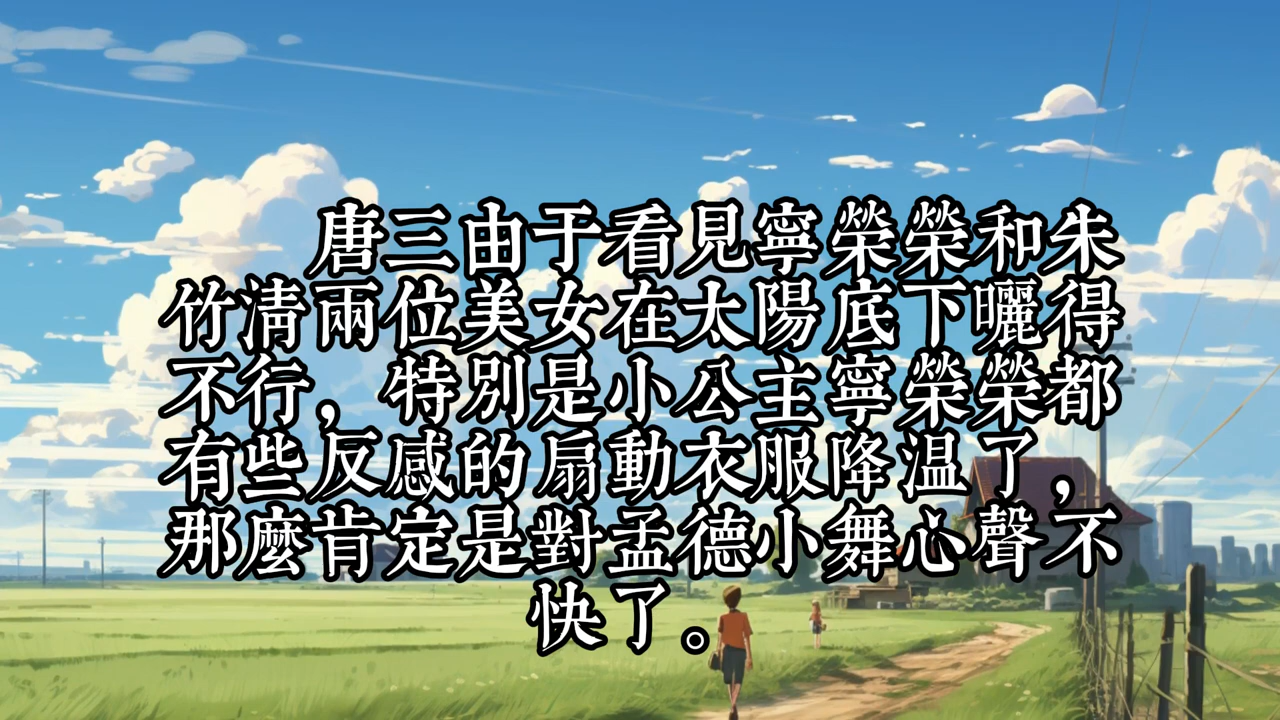 唐三由于看見寧榮榮和朱
竹清兩位美女在太陽底下曬得
不行，特別是小公主寧榮榮都
有些反感的扇動衣服降温了，
那麼肯定是對孟德小舞心聲不
快了。